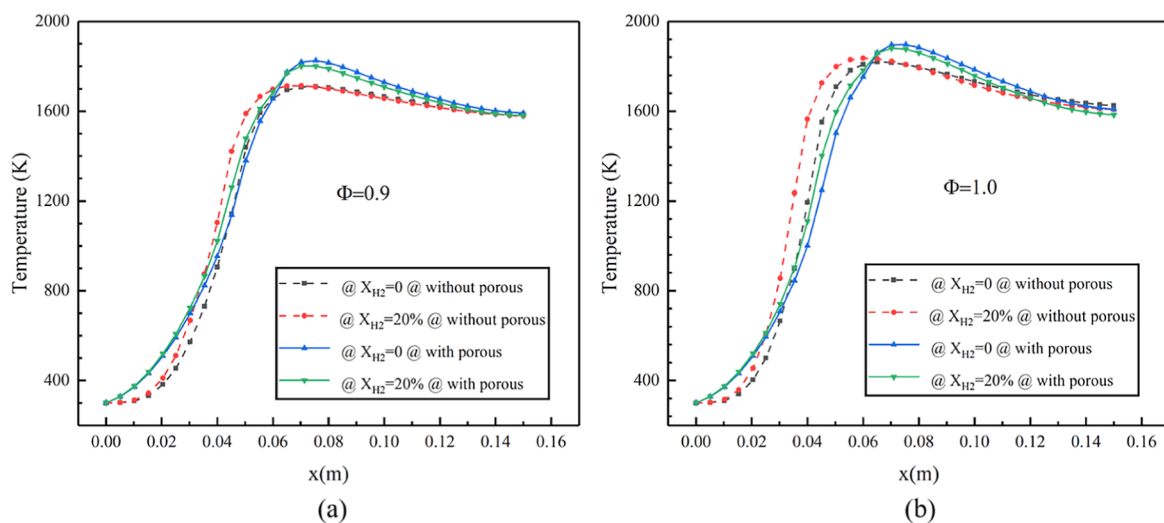 2000
1600
1200
800
400
Temperature (K)
Φ=0.9
@ X_H2=0 @ without porous
@ X_H2=20% @ without porous
@ X_H2=0 @ with porous
@ X_H2=20% @ with porous
0.00 0.02 0.04 0.06 0.08 0.10 0.12 0.14 0.16
x(m)
(a)
2000
1600
1200
800
400
Temperature (K)
Φ=1.0
@ X_H2=0 @ without porous
@ X_H2=20% @ without porous
@ X_H2=0 @ with porous
@ X_H2=20% @ with porous
0.00 0.02 0.04 0.06 0.08 0.10 0.12 0.14 0.16
x(m)
(b)